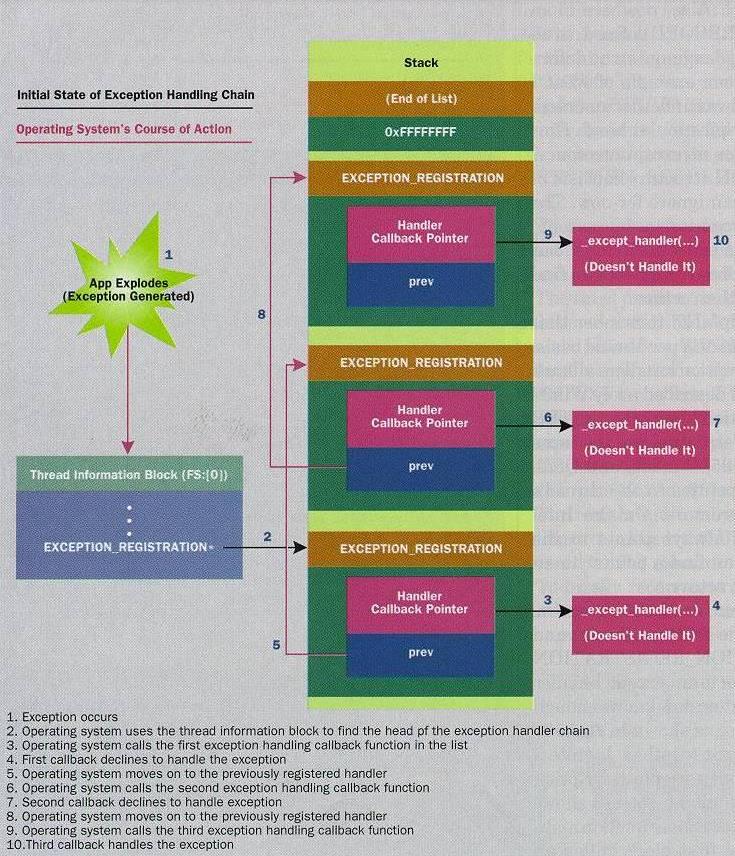 Stack
Initial State of Exception Handling Chain
(End of List)
Operating System's Course of Action
0xFFFFFFFF
EXCEPTION_REGISTRATION
Handler
Callback Pointer
9
_except_handler(...)
10
(Doesn't Handle It)
prev
1
App Explodes
(Exception Generated)
8
EXCEPTION_REGISTRATION
Handler
Callback Pointer
6
_except_handler(...)
7
(Doesn't Handle It)
prev
Thread Information Block (FS:[0])
EXCEPTION_REGISTRATION*
2
EXCEPTION_REGISTRATION
Handler
Callback Pointer
3
_except_handler(...)
4
(Doesn't Handle It)
prev
5
1. Exception occurs
2. Operating system uses the thread information block to find the head pf the exception handler chain
3. Operating system calls the first exception handling callback function in the list
4. First callback declines to handle the exception
5. Operating system moves on to the previously registered handler
6. Operating system calls the second exception handling callback function
7. Second callback declines to handle exception
8. Operating system moves on to the previously registered handler
9. Operating system calls the third exception handling callback function
10.Third callback handles the exception